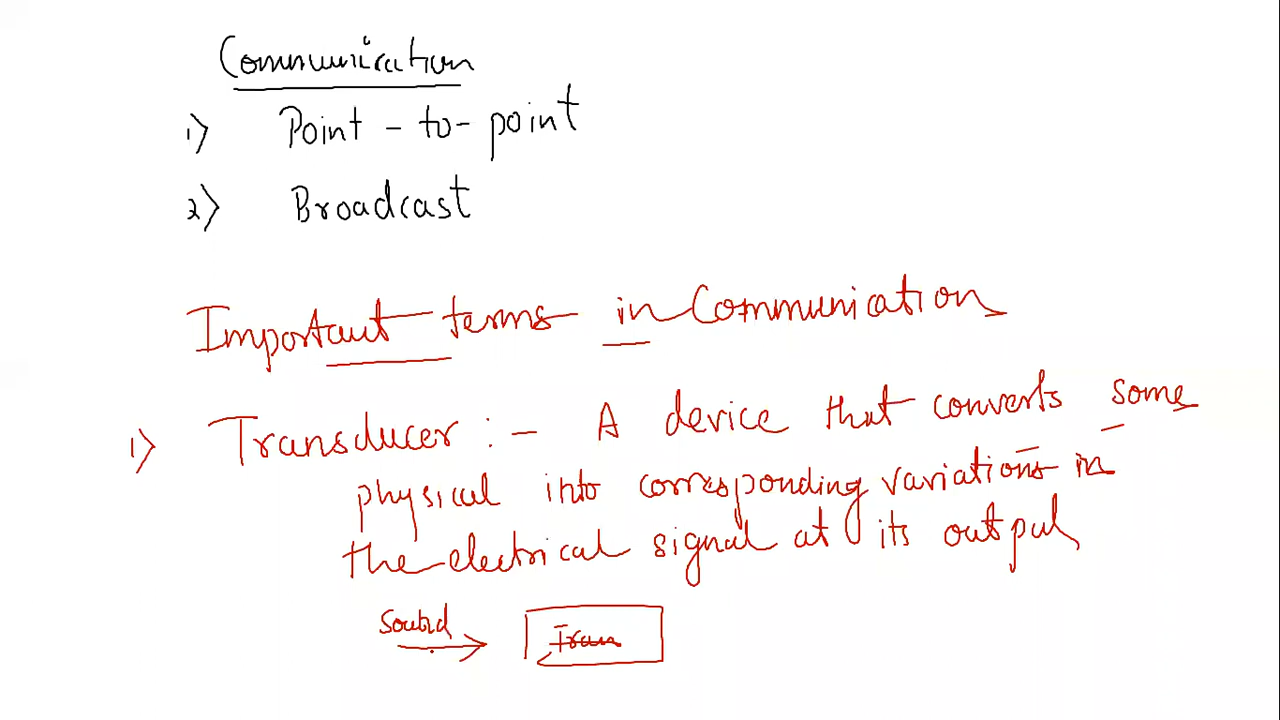 Communication
1) Point-to-point
2) Broadcast
Important terms in Communication
1) Transducer :- A device that converts some
physical into corresponding variations in
the electrical signal at its output
Sound
Tran